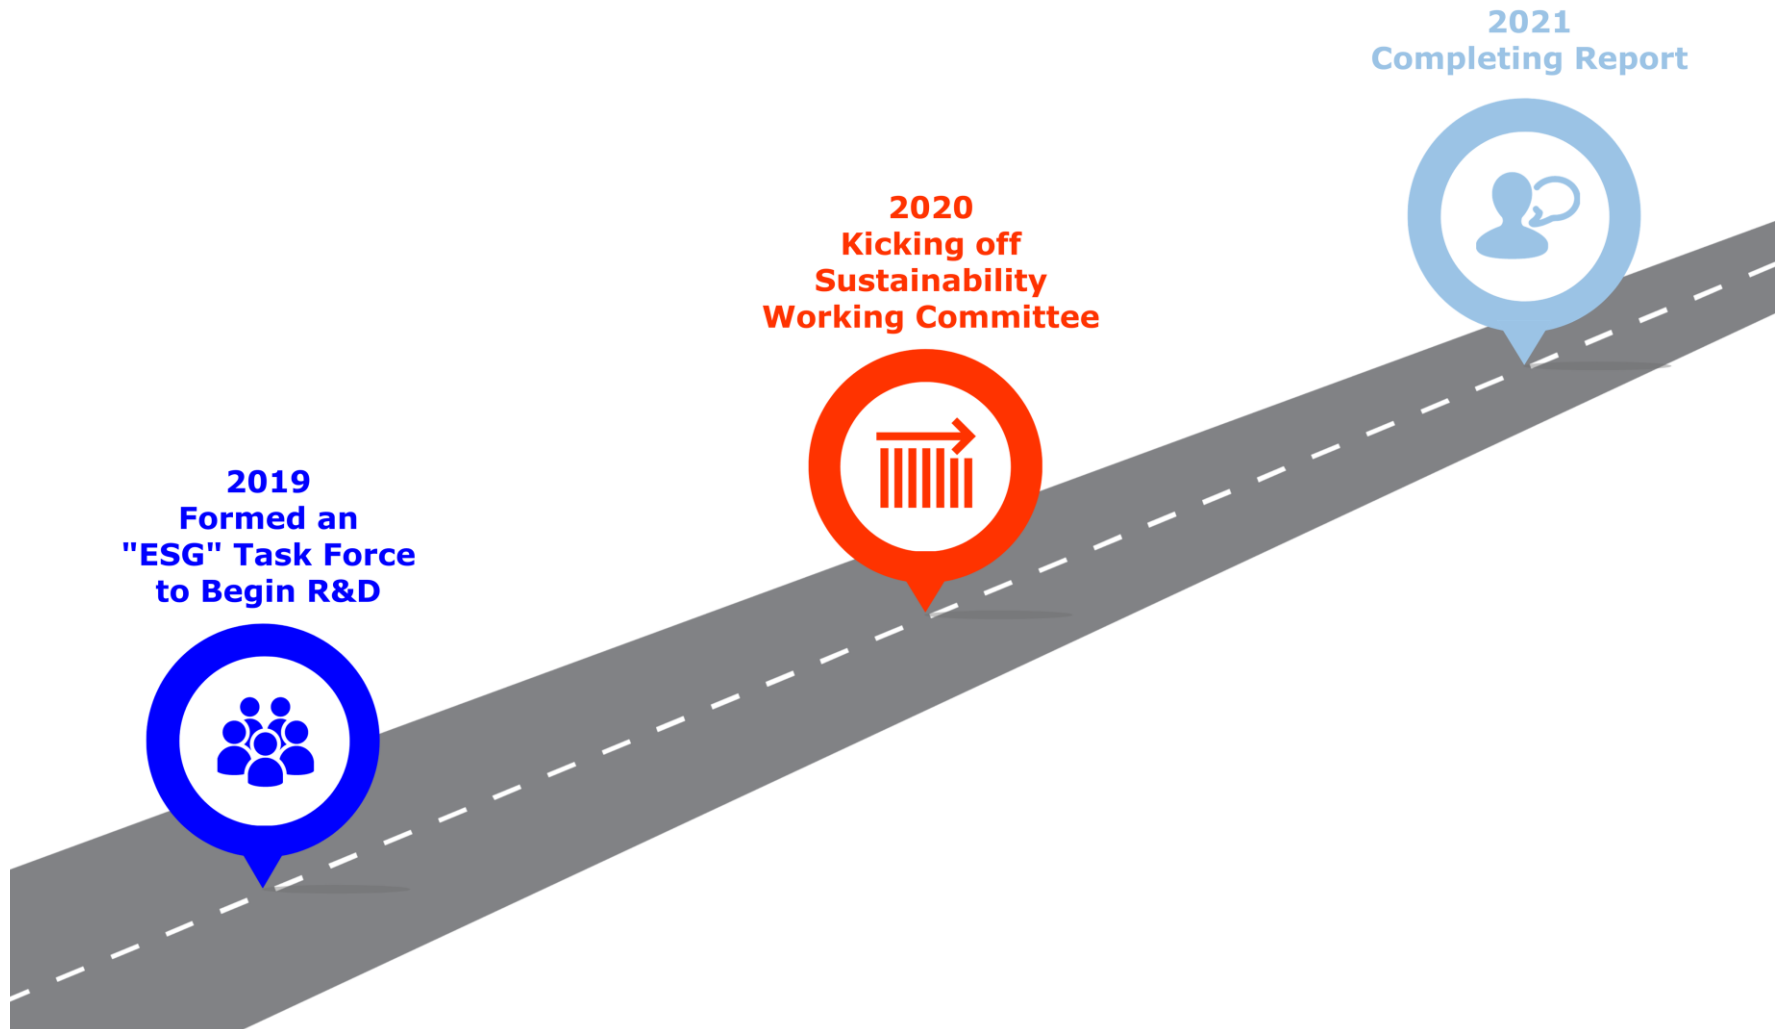 2019
Formed an
"ESG" Task Force
to Begin R&D
2020
Kicking off
Sustainability
Working Committee
2021
Completing Report